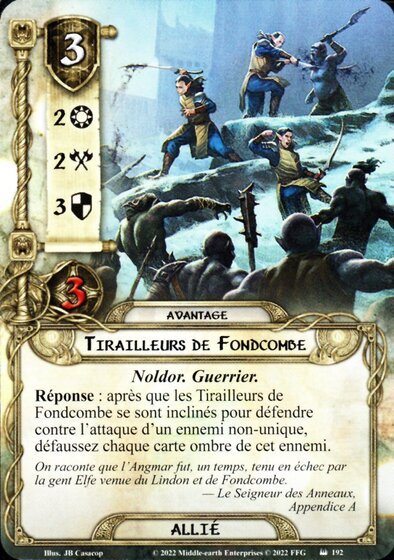 3
2
2
3
3
AVANTAGE
TIRAILLEURS DE FONDCOMBE
Noldor. Guerrier.
Réponse : après que les Tirailleurs de
Fondcombe se sont inclinés pour défendre
contre l'attaque d'un ennemi non-unique,
défaussez chaque carte ombre de cet ennemi.
On raconte que l'Angmar fut, un temps, tenu en échec par
la gent Elfe venue du Lindon et de Fondcombe.
— Le Seigneur des Anneaux,
Appendice A
ALLIÉ
Illus. JB Casacop © 2022 Middle-earth Enterprises © 2022 FFG 192